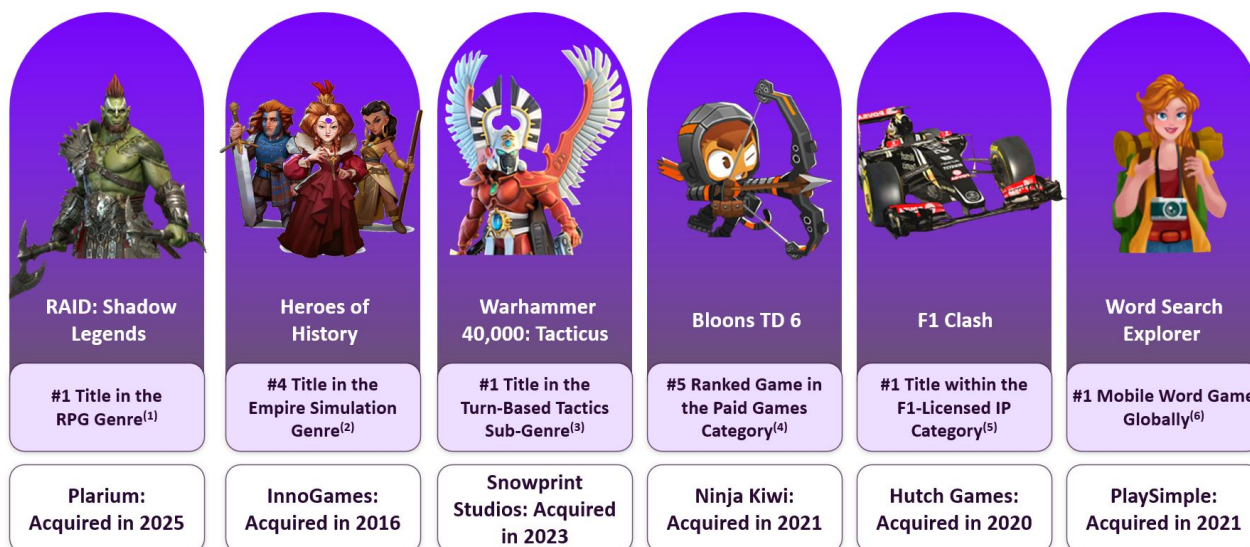 RAID: Shadow
Legends
Heroes of
History
Warhammer
40,000: Tacticus
Bloons TD 6
F1 Clash
Word Search
Explorer
#1 Title in the
RPG Genre(1)
#4 Title in the
Empire Simulation
Genre(2)
#1 Title in the
Turn-Based Tactics
Sub-Genre(3)
#5 Ranked Game in
the Paid Games
Category(4)
#1 Title within the
F1-Licensed IP
Category(5)
#1 Mobile Word Game
Globally(6)
Plarium:
Acquired in 2025
InnoGames:
Acquired in 2016
Snowprint
Studios: Acquired
in 2023
Ninja Kiwi:
Acquired in 2021
Hutch Games:
Acquired in 2020
PlaySimple:
Acquired in 2021